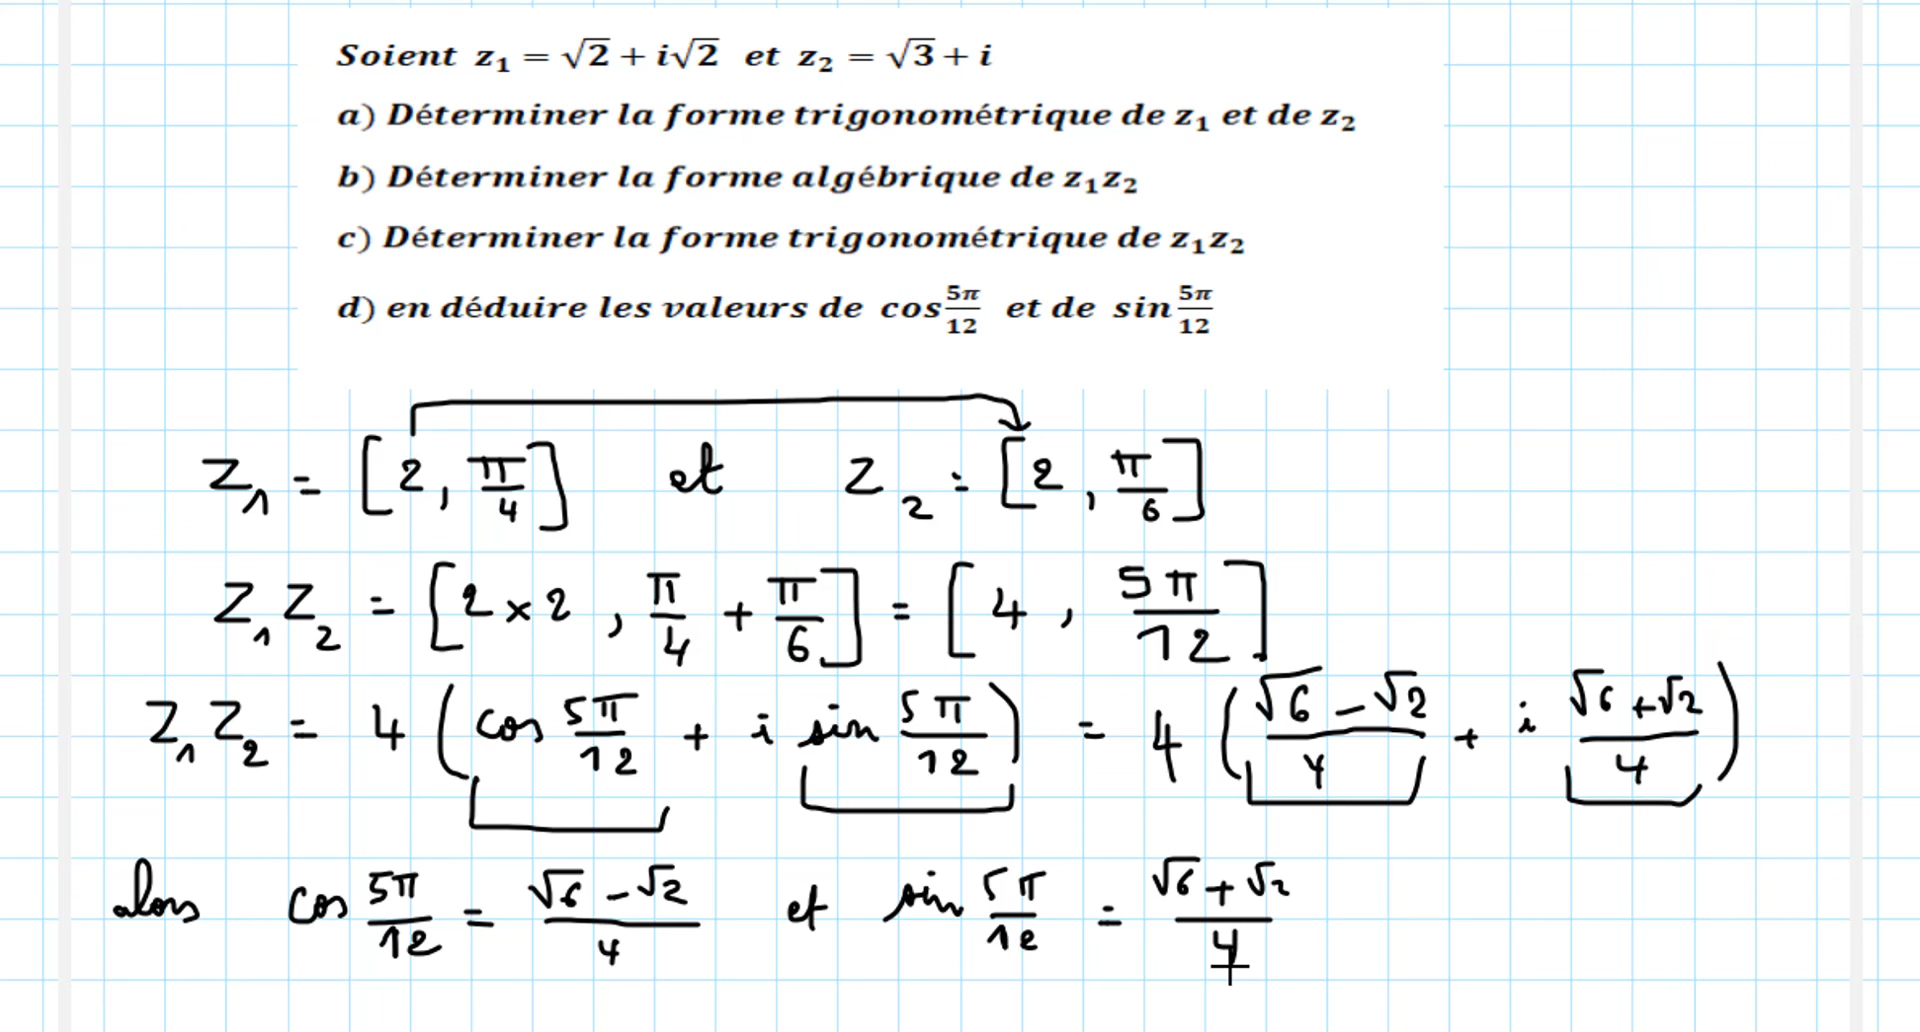 Soient z₁ = √2 + i√2 et z₂ = √3 + i
a) Déterminer la forme trigonométrique de z₁ et de z₂
b) Déterminer la forme algébrique de z₁z₂
c) Déterminer la forme trigonométrique de z₁z₂
d) en déduire les valeurs de cos 5π/12 et de sin 5π/12
Z₁ = [2, π/4] et Z₂ = [2, π/6]
Z₁Z₂ = [2 × 2, π/4 + π/6] = [4, 5π/12]
Z₁Z₂ = 4 (cos 5π/12 + i sin 5π/12) = 4 ((√6 - √2)/4 + i (√6 + √2)/4)
alors cos 5π/12 = (√6 - √2)/4 et sin 5π/12 = (√6 + √2)/4